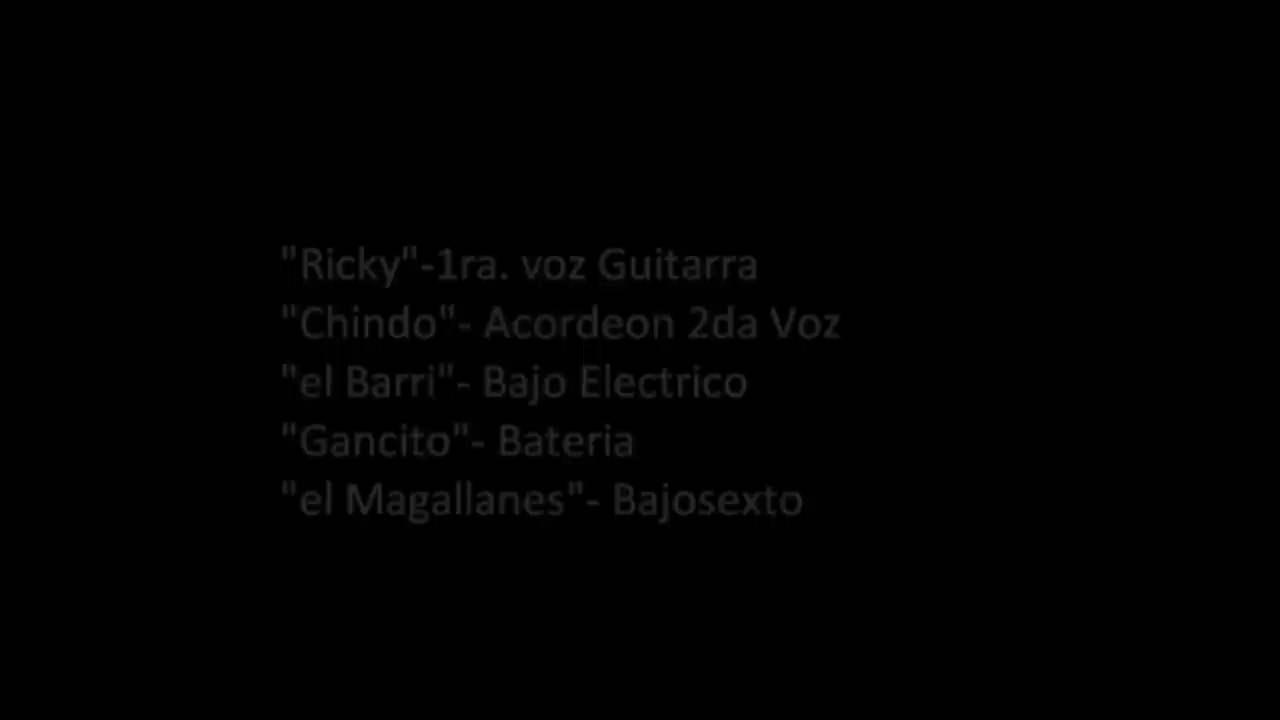 "Ricky"-1ra. voz Guitarra
"Chindo"- Acordeon 2da Voz
"el Barri"- Bajo Electrico
"Gancito"- Bateria
"el Magallanes"- Bajosexto